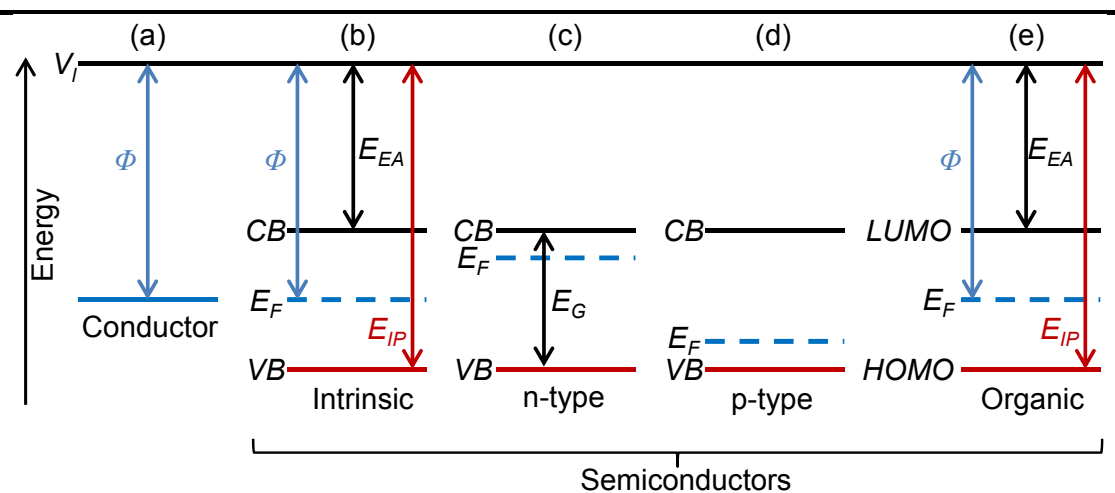 (a) (b) (c) (d) (e)
V_I
Φ Φ E_EA Φ E_EA
Energy
CB CB CB LUMO
E_F
E_F E_G E_F
Conductor E_IP E_F E_IP
VB VB VB HOMO
Intrinsic n-type p-type Organic
Semiconductors